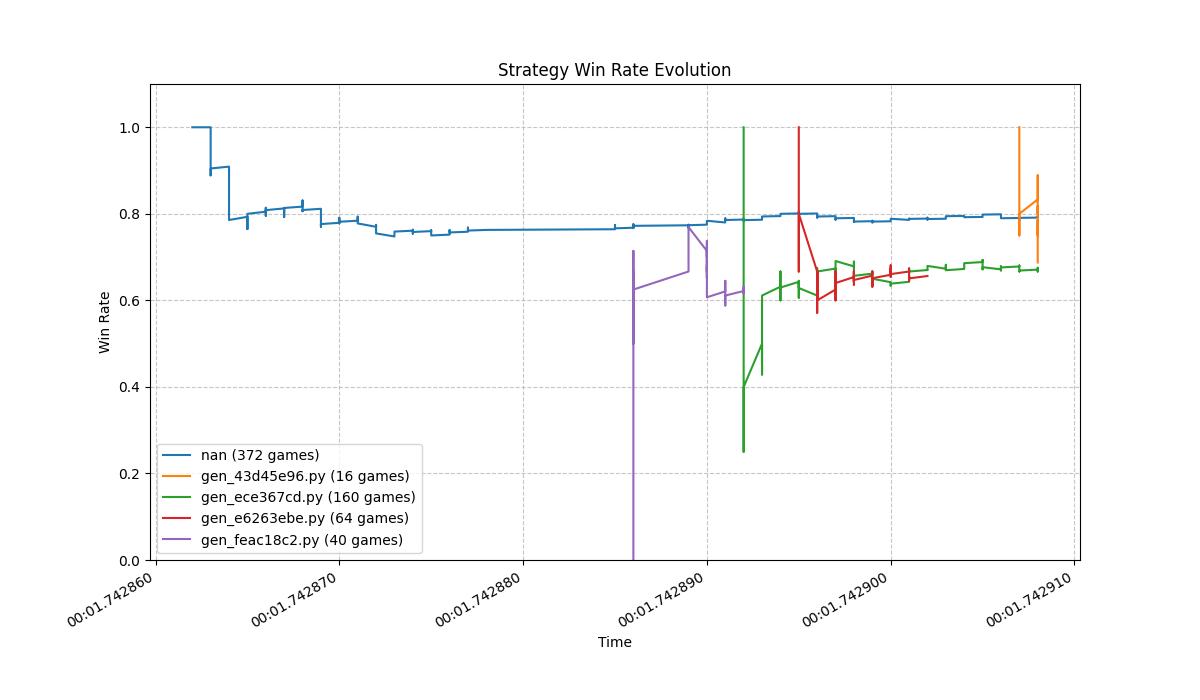 Strategy Win Rate Evolution
Win Rate
1.0
0.8
0.6
0.4
0.2
0.0
nan (372 games)
gen_43d45e96.py (16 games)
gen_ece367cd.py (160 games)
gen_e6263ebe.py (64 games)
gen_feac18c2.py (40 games)
00:01.742860
00:01.742870
00:01.742880
00:01.742890
00:01.742900
00:01.742910
Time